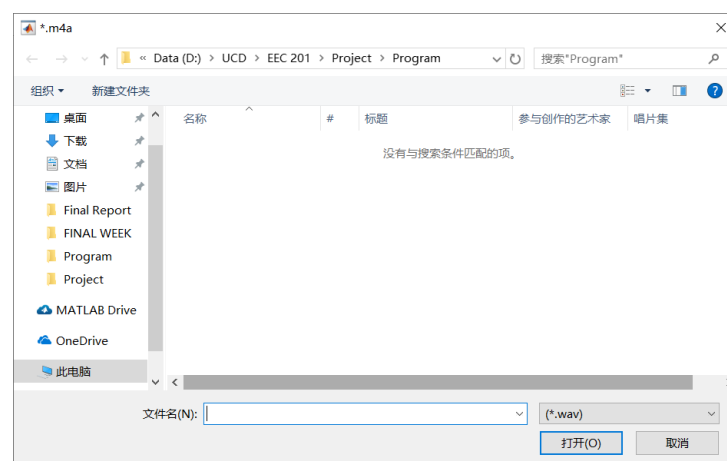 *.m4a
« Data (D:) > UCD > EEC 201 > Project > Program
搜索"Program"
组织 新建文件夹
名称 # 标题 参与创作的艺术家 唱片集
没有与搜索条件匹配的项。
桌面
下载
文档
图片
Final Report
FINAL WEEK
Program
Project
MATLAB Drive
OneDrive
此电脑
文件名(N): (*.wav)
打开(O) 取消